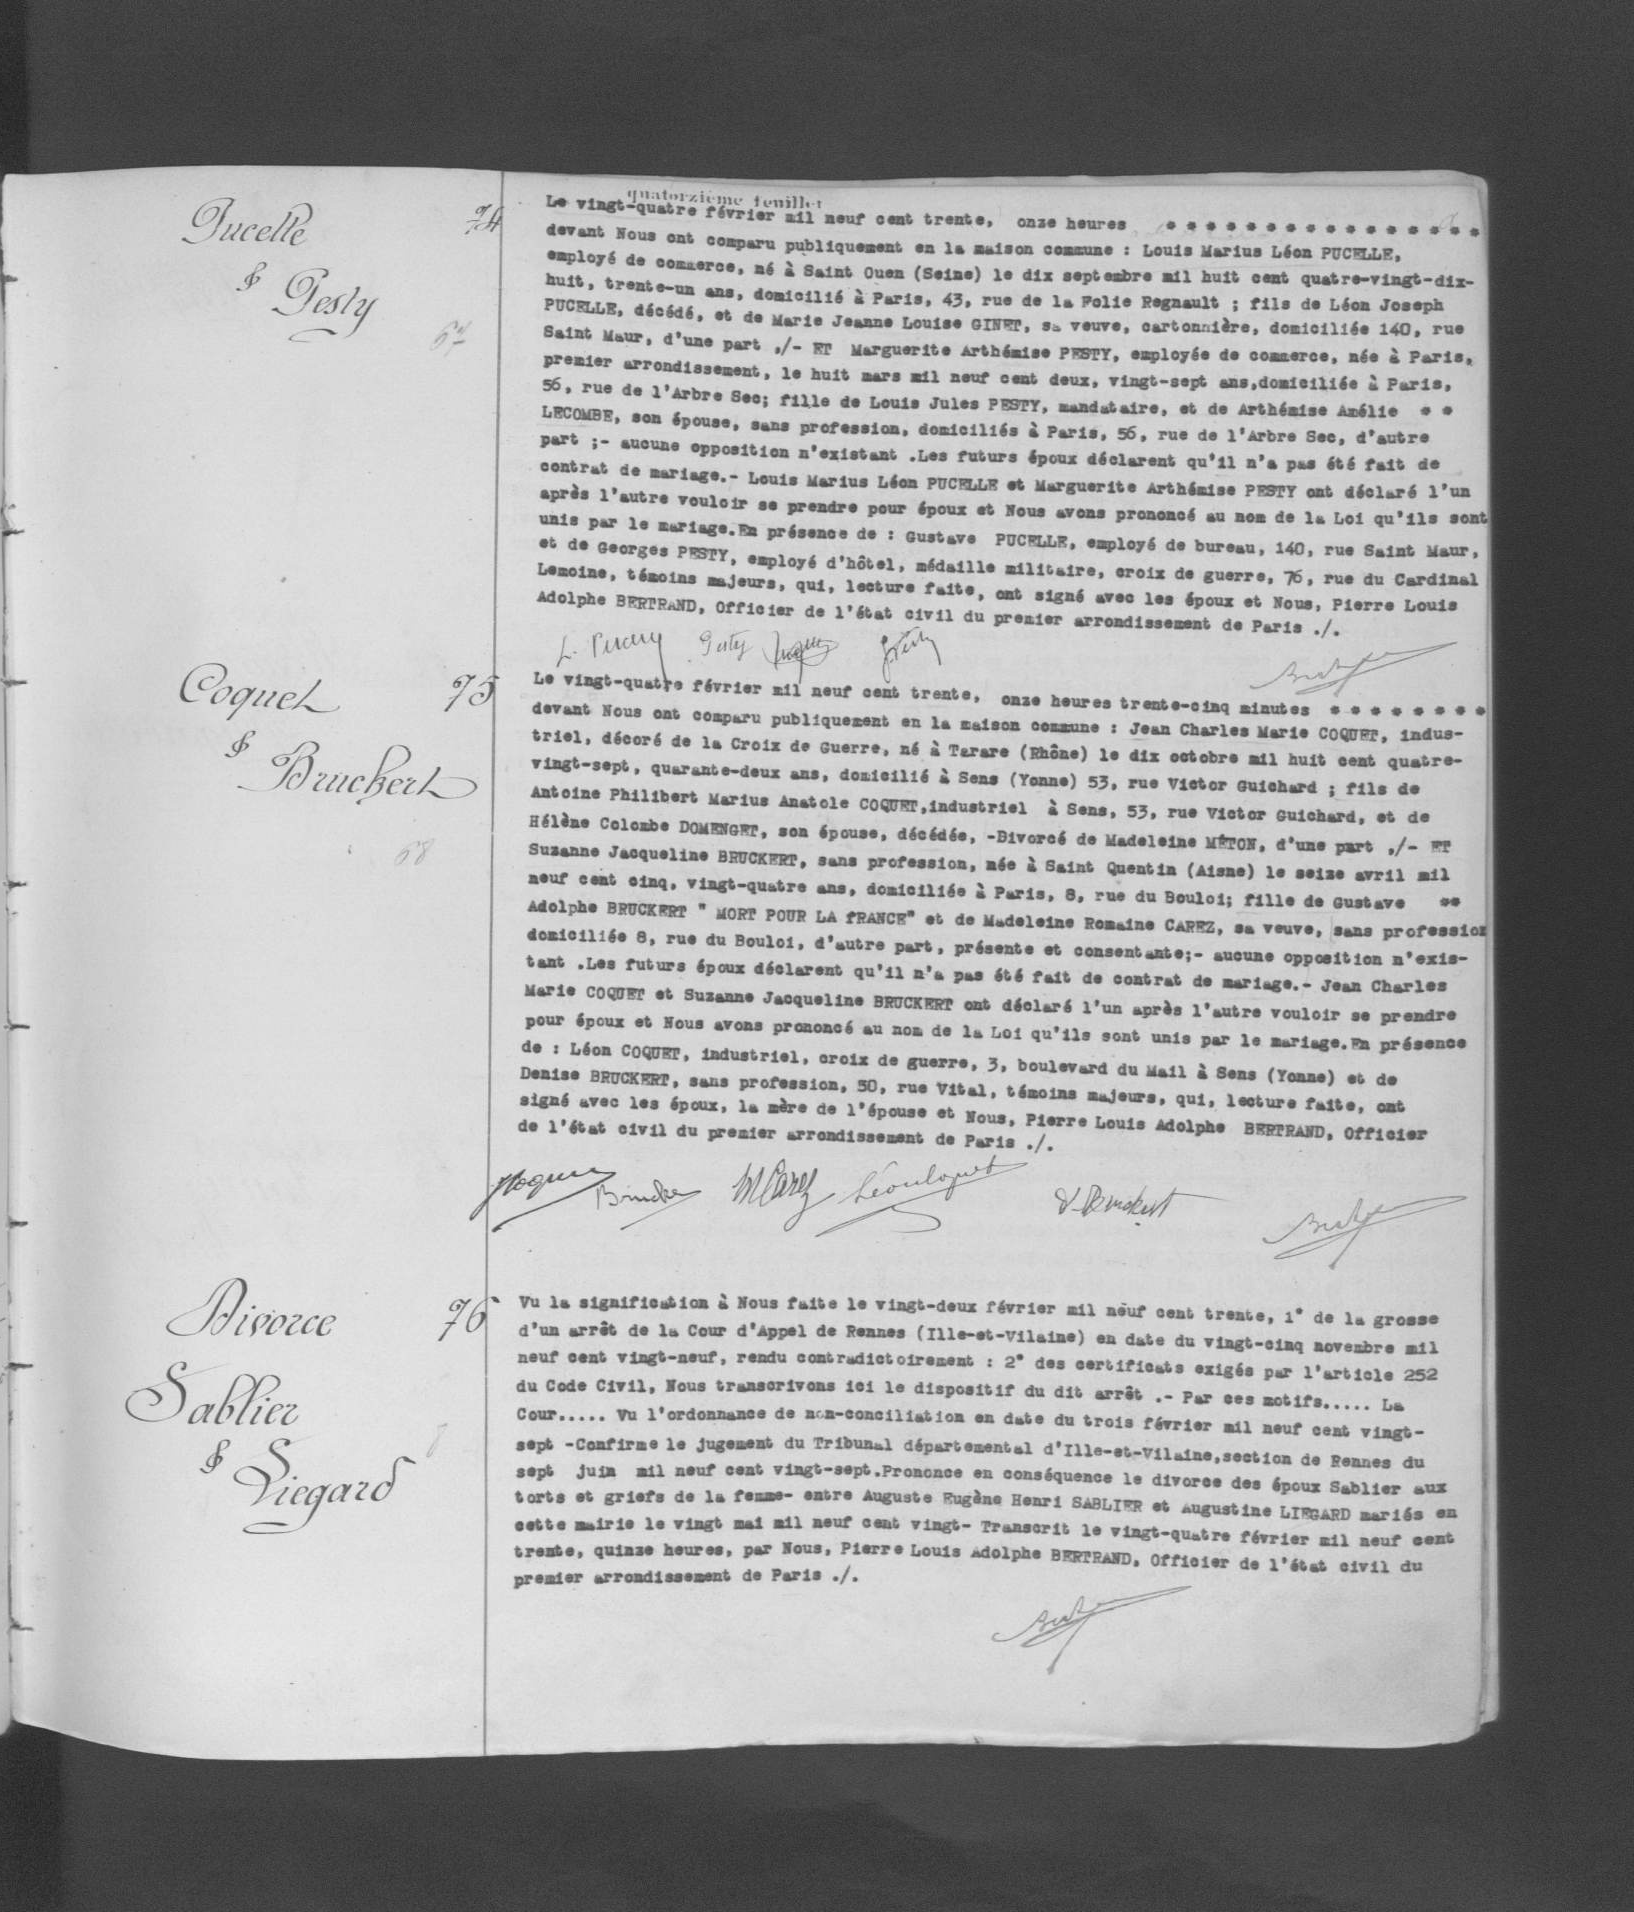 quatorzième feuillet
Pucelle
&
Pesty
67
74
Le vingt-quatre février mil neuf cent trente, onze heures * * * * * * * * * * * * * * * *
devant Nous ont comparu publiquement en la maison commune : Louis Marius Léon PUCELLE,
employé de commerce, né à Saint Ouen (Seine) le dix septembre mil huit cent quatre-vingt-dix-
huit, trente-un ans, domicilié à Paris, 43, rue de la Folie Regnault ; fils de Léon Joseph
PUCELLE, décédé, et de Marie Jeanne Louise GINET, sa veuve, cartonnière, domiciliée 140, rue
Saint Maur, d'une part ,/- ET Marguerite Arthémise PESTY, employée de commerce, née à Paris,
premier arrondissement, le huit mars mil neuf cent deux, vingt-sept ans,domiciliée à Paris,
56, rue de l'Arbre Sec; fille de Louis Jules PESTY, mandataire, et de Arthémise Amélie * *
LECOMBE, son épouse, sans profession, domiciliés à Paris, 56, rue de l'Arbre Sec, d'autre
part ;- aucune opposition n'existant .Les futurs époux déclarent qu'il n'a pas été fait de
contrat de mariage.- Louis Marius Léon PUCELLE et Marguerite Arthémise PESTY ont déclaré l'un
après l'autre vouloir se prendre pour époux et Nous avons prononcé au nom de la Loi qu'ils sont
unis par le mariage.En présence de : Gustave PUCELLE, employé de bureau, 140, rue Saint Maur,
et de Georges PESTY, employé d'hôtel, médaille militaire, croix de guerre, 76, rue du Cardinal
Lemoine, témoins majeurs, qui, lecture faite, ont signé avec les époux et Nous, Pierre Louis
Adolphe BERTRAND, Officier de l'état civil du premier arrondissement de Paris ./.
Coquet
&
Bruckert
68
75
Le vingt-quatre février mil neuf cent trente, onze heures trente-cinq minutes * * * * * * * *
devant Nous ont comparu publiquement en la maison commune : Jean Charles Marie COQUET, indus-
triel, décoré de la Croix de Guerre, né à Tarare (Rhône) le dix octobre mil huit cent quatre-
vingt-sept, quarante-deux ans, domicilié à Sens (Yonne) 53, rue Victor Guichard ; fils de
Antoine Philibert Marius Anatole COQUET,industriel à Sens, 53, rue Victor Guichard, et de
Hélène Colombe DOMENGET, son épouse, décédée, -Divorcé de Madeleine MÉTON, d'une part ,/- ET
Suzanne Jacqueline BRUCKERT, sans profession, née à Saint Quentin (Aisne) le seize avril mil
neuf cent cinq, vingt-quatre ans, domiciliée à Paris, 8, rue du Bouloi; fille de Gustave **
Adolphe BRUCKERT " MORT POUR LA fRANCE" et de Madeleine Romaine CAREZ, sa veuve, sans profession
domiciliée 8, rue du Bouloi, d'autre part, présente et consentante;- aucune opposition n'exis-
tant .Les futurs époux déclarent qu'il n'a pas été fait de contrat de mariage.- Jean Charles
Marie COQUET et Suzanne Jacqueline BRUCKERT ont déclaré l'un après l'autre vouloir se prendre
pour époux et Nous avons prononcé au nom de la Loi qu'ils sont unis par le mariage.En présence
de : Léon COQUET, industriel, croix de guerre, 3, boulevard du Mail à Sens (Yonne) et de
Denise BRUCKERT, sans profession, 50, rue Vital, témoins majeurs, qui, lecture faite, ont
signé avec les époux, la mère de l'épouse et Nous, Pierre Louis Adolphe BERTRAND, Officier
de l'état civil du premier arrondissement de Paris ./.
M Carez Léon Coquet D. Bruckert
Divorce
Sablier
&
Liegard
76
Vu la signification à Nous faite le vingt-deux février mil neuf cent trente, 1° de la grosse
d'un arrêt de la Cour d'Appel de Rennes (Ille-et-Vilaine) en date du vingt-cinq novembre mil
neuf cent vingt-neuf, rendu contradictoirement : 2° des certificats exigés par l'article 252
du Code Civil, Nous transcrivons ici le dispositif du dit arrêt .- Par ces motifs..... La
Cour..... Vu l'ordonnance de non-conciliation en date du trois février mil neuf cent vingt-
sept -Confirme le jugement du Tribunal départemental d'Ille-et-Vilaine,section de Rennes du
sept juin mil neuf cent vingt-sept.Prononce en conséquence le divorce des époux Sablier aux
torts et griefs de la femme- entre Auguste Eugène Henri SABLIER et Augustine LIEGARD mariés en
cette mairie le vingt mai mil neuf cent vingt- Transcrit le vingt-quatre février mil neuf cent
trente, quinze heures, par Nous, Pierre Louis Adolphe BERTRAND, Officier de l'état civil du
premier arrondissement de Paris ./.